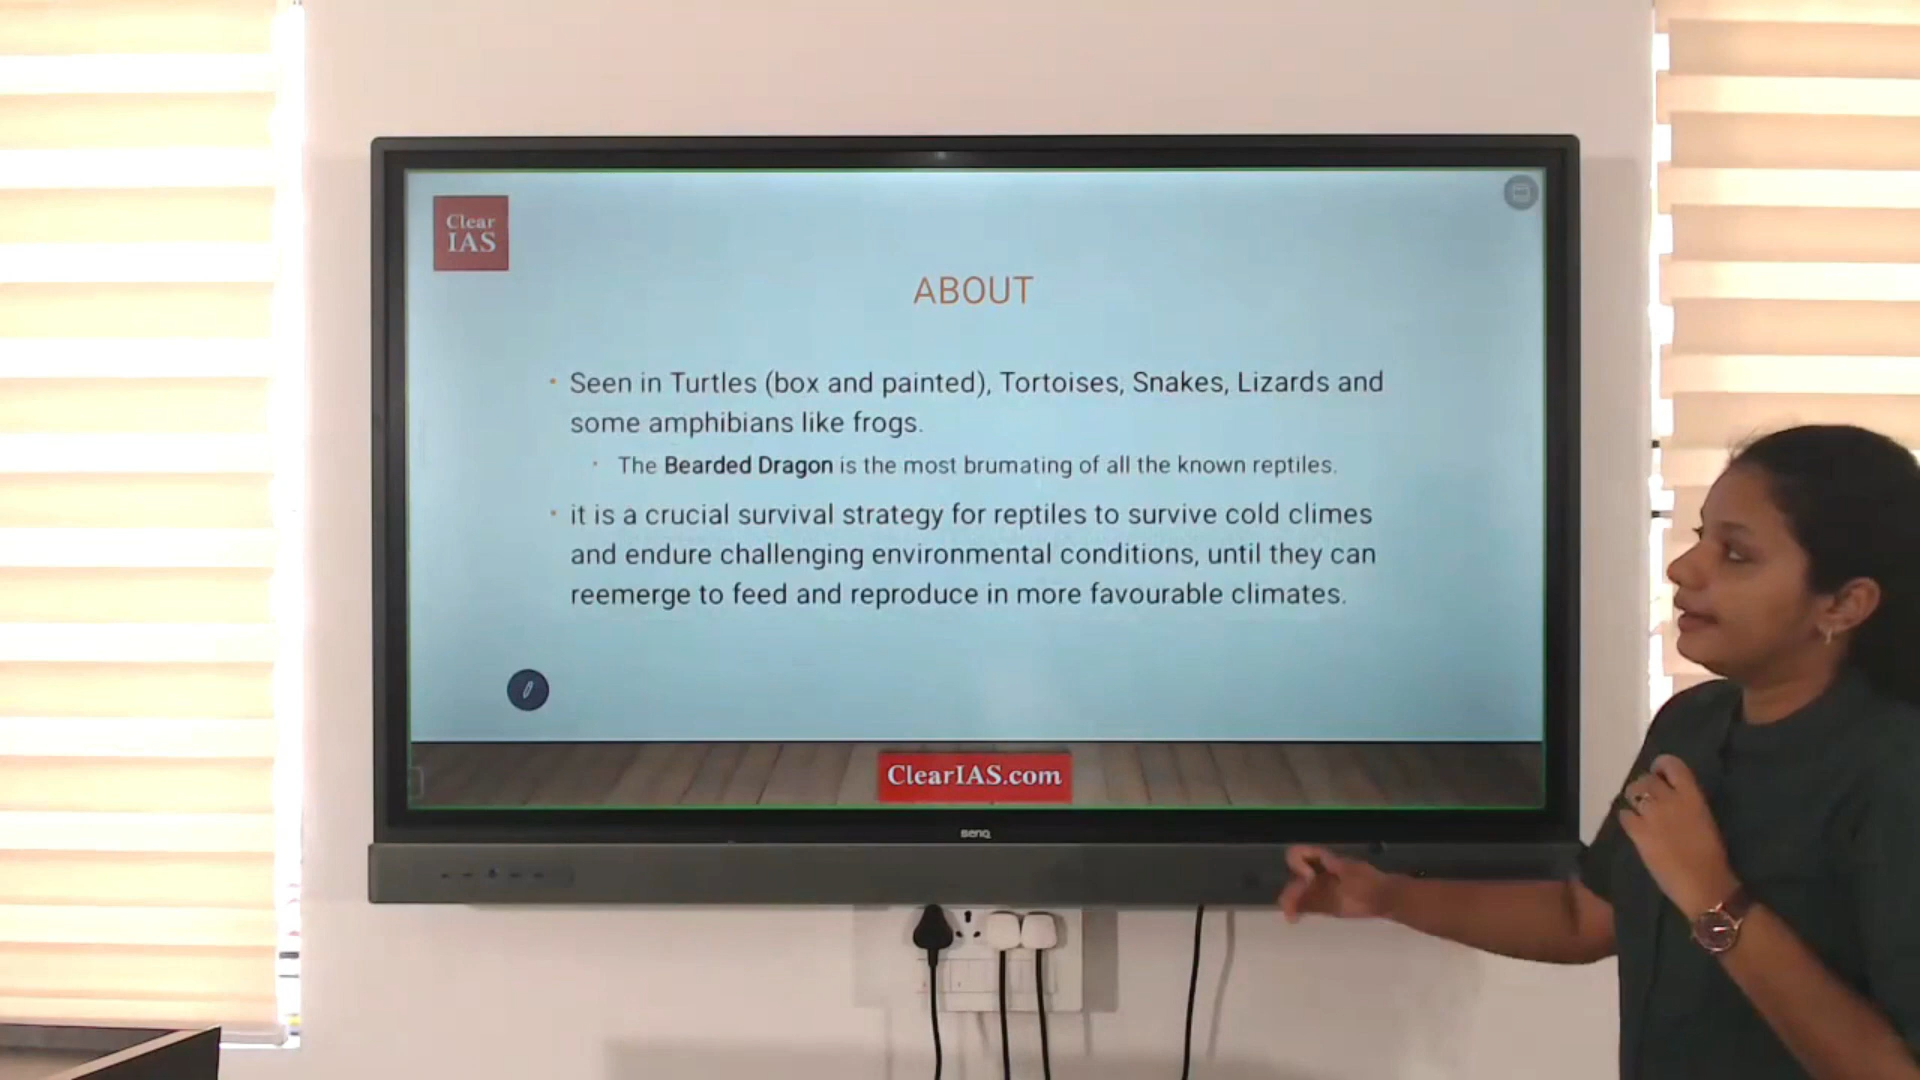 Clear
IAS
ABOUT
• Seen in Turtles (box and painted), Tortoises, Snakes, Lizards and
some amphibians like frogs.
• The Bearded Dragon is the most brumating of all the known reptiles.
• it is a crucial survival strategy for reptiles to survive cold climes
and endure challenging environmental conditions, until they can
reemerge to feed and reproduce in more favourable climates.
ClearIAS.com
BenQ